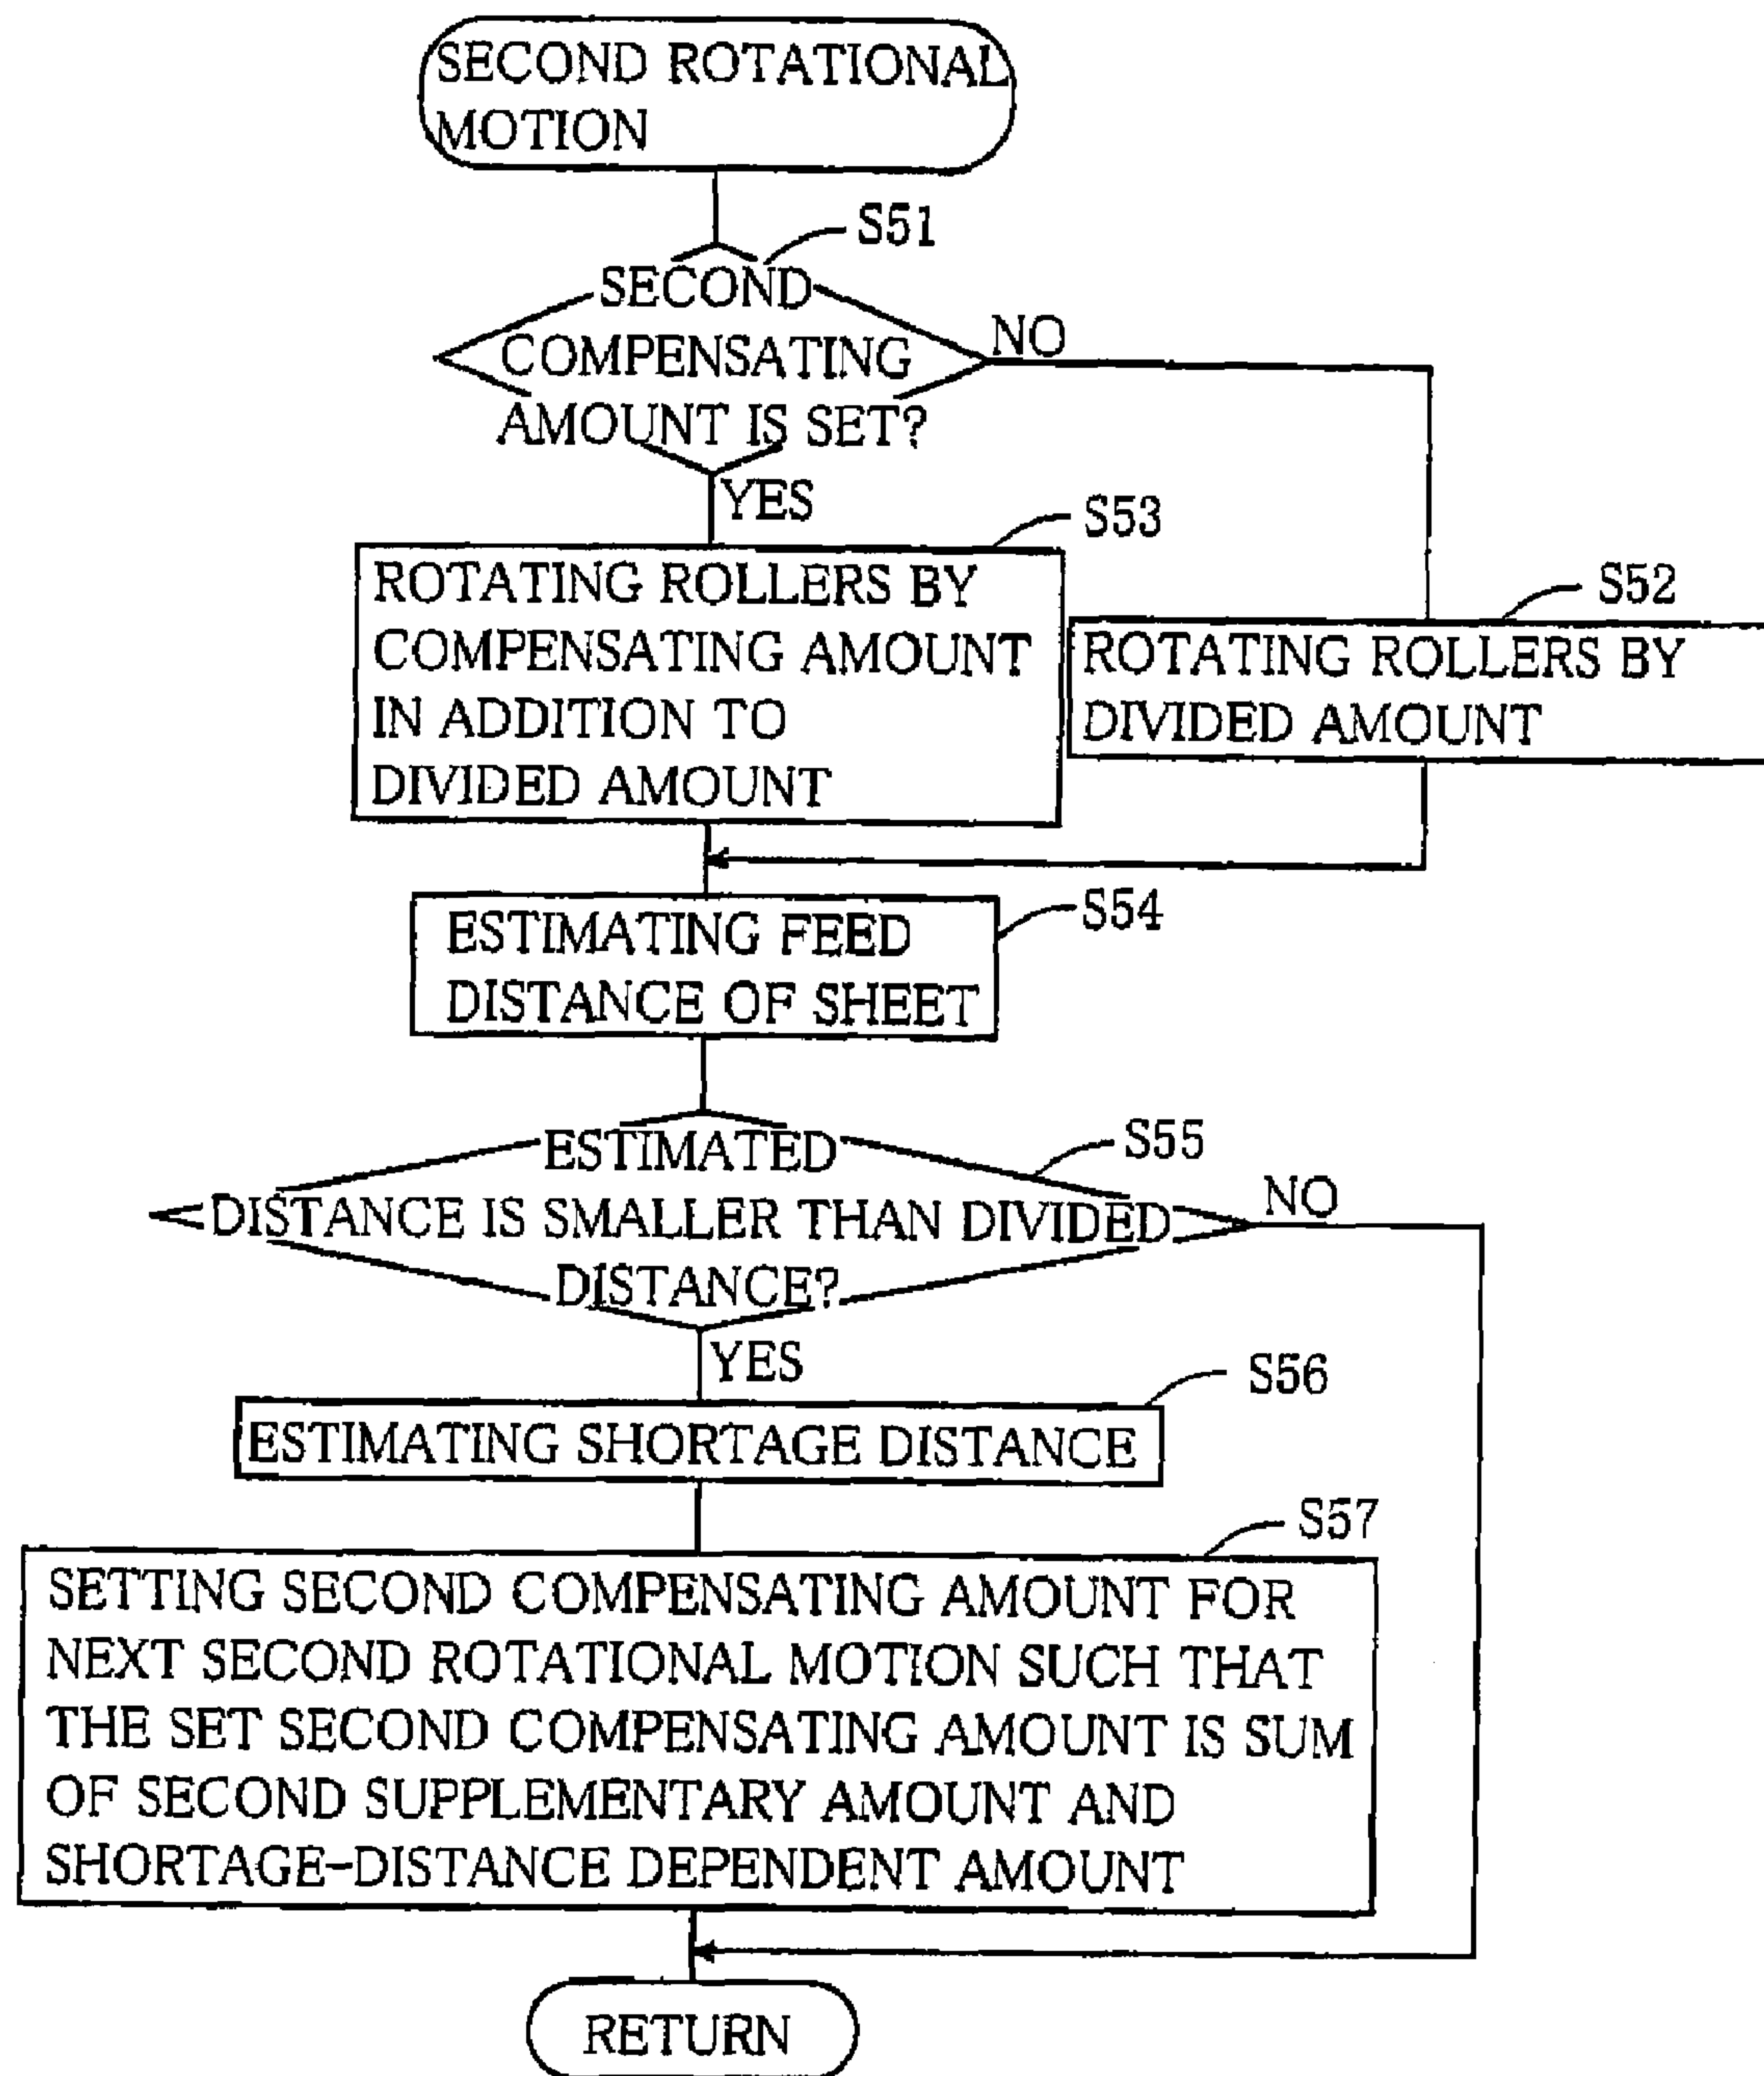 SECOND ROTATIONAL
MOTION
S51
SECOND
COMPENSATING
AMOUNT IS SET?
NO
YES
S53
ROTATING ROLLERS BY
COMPENSATING AMOUNT
IN ADDITION TO
DIVIDED AMOUNT
S52
ROTATING ROLLERS BY
DIVIDED AMOUNT
S54
ESTIMATING FEED
DISTANCE OF SHEET
S55
ESTIMATED
DISTANCE IS SMALLER THAN DIVIDED
DISTANCE?
NO
YES
S56
ESTIMATING SHORTAGE DISTANCE
S57
SETTING SECOND COMPENSATING AMOUNT FOR
NEXT SECOND ROTATIONAL MOTION SUCH THAT
THE SET SECOND COMPENSATING AMOUNT IS SUM
OF SECOND SUPPLEMENTARY AMOUNT AND
SHORTAGE-DISTANCE DEPENDENT AMOUNT
RETURN